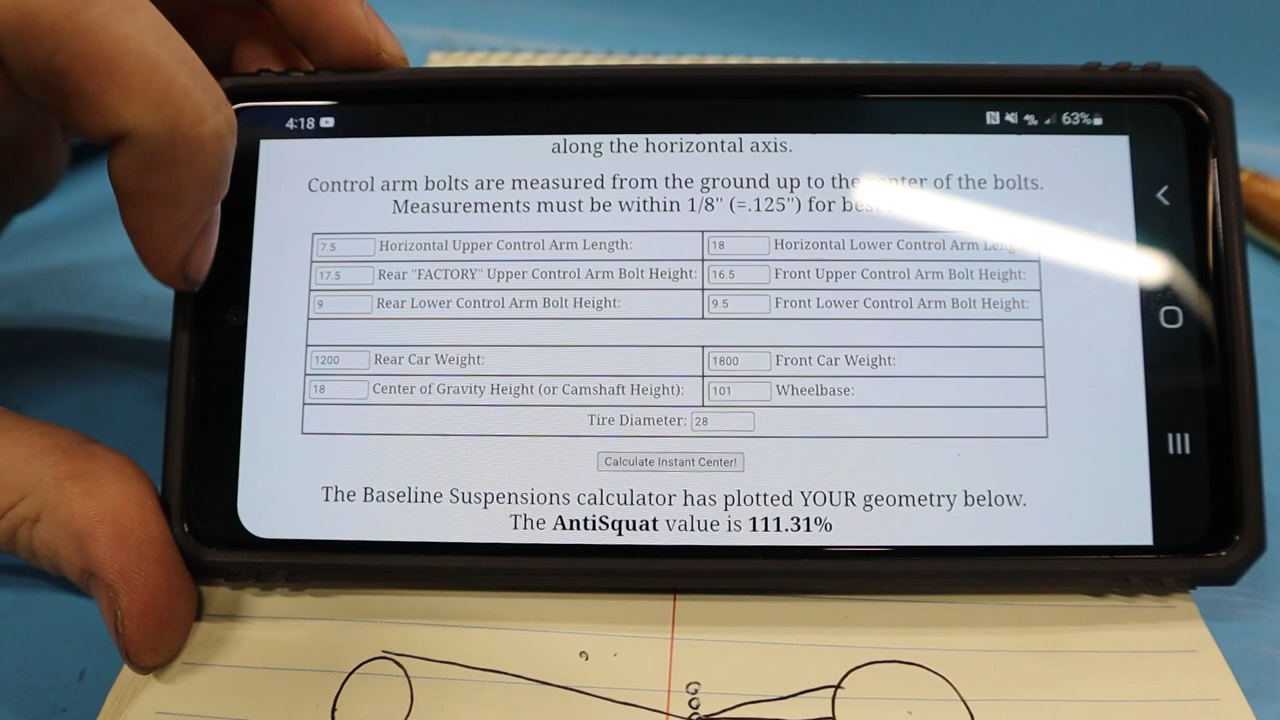 4:18 63%
along the horizontal axis.
Control arm bolts are measured from the ground up to the center of the bolts.
Measurements must be within 1/8" (=.125") for
7.5 Horizontal Upper Control Arm Length: 18 Horizontal Lower Control Arm
17.5 Rear "FACTORY" Upper Control Arm Bolt Height: 16.5 Front Upper Control Arm Bolt Height:
9 Rear Lower Control Arm Bolt Height: 9.5 Front Lower Control Arm Bolt Height:
1200 Rear Car Weight: 1800 Front Car Weight:
18 Center of Gravity Height (or Camshaft Height): 101 Wheelbase:
Tire Diameter: 28
Calculate Instant Center!
The Baseline Suspensions calculator has plotted YOUR geometry below.
The AntiSquat value is 111.31%